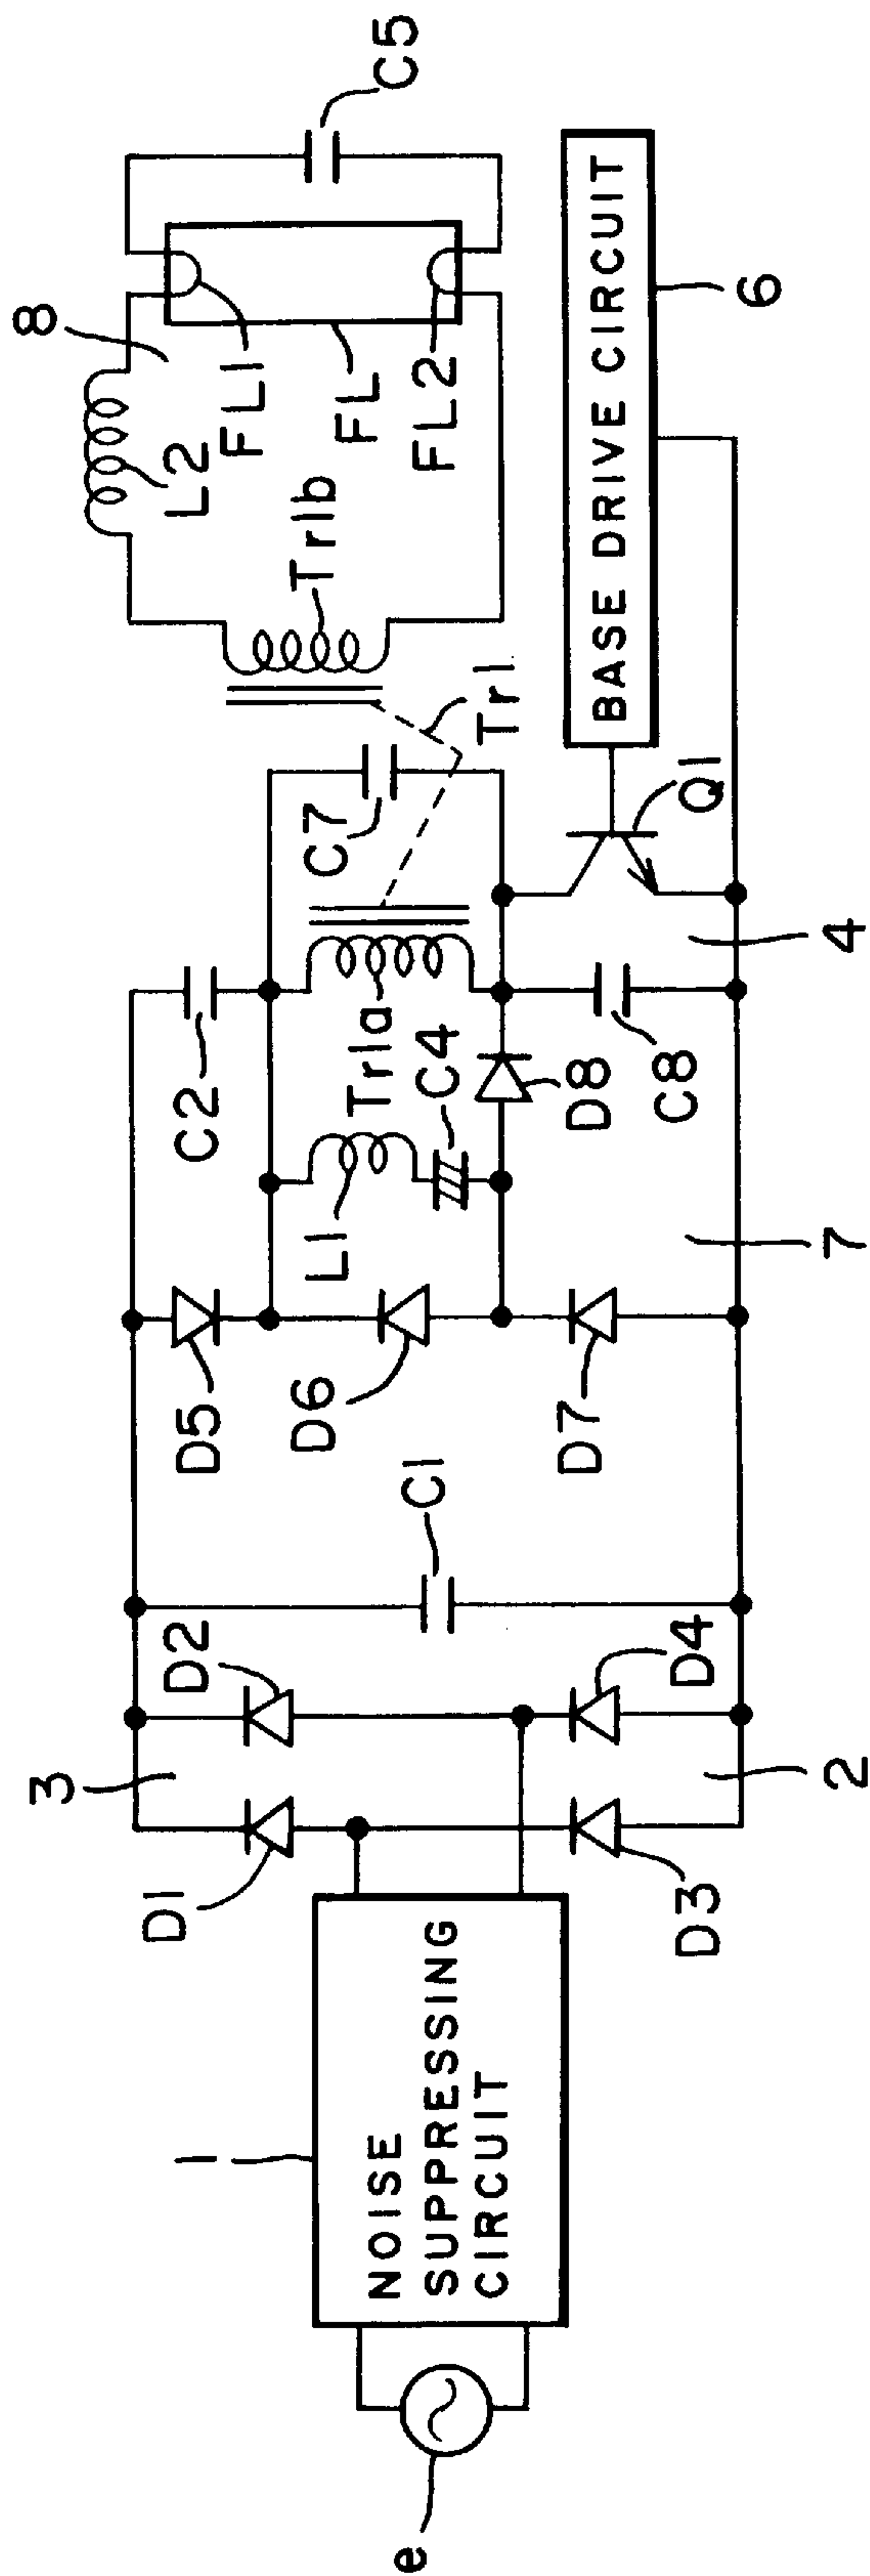 e
1
NOISE
SUPPRESSING
CIRCUIT
D1
D3
3
2
D2
D4
C1
D5
D6
D7
7
L1
C4
D8
C2
Tr1a
C8
4
C7
Q1
Tr1
Tr1b
L2
8
FL1
FL
FL2
C5
BASE DRIVE CIRCUIT
6